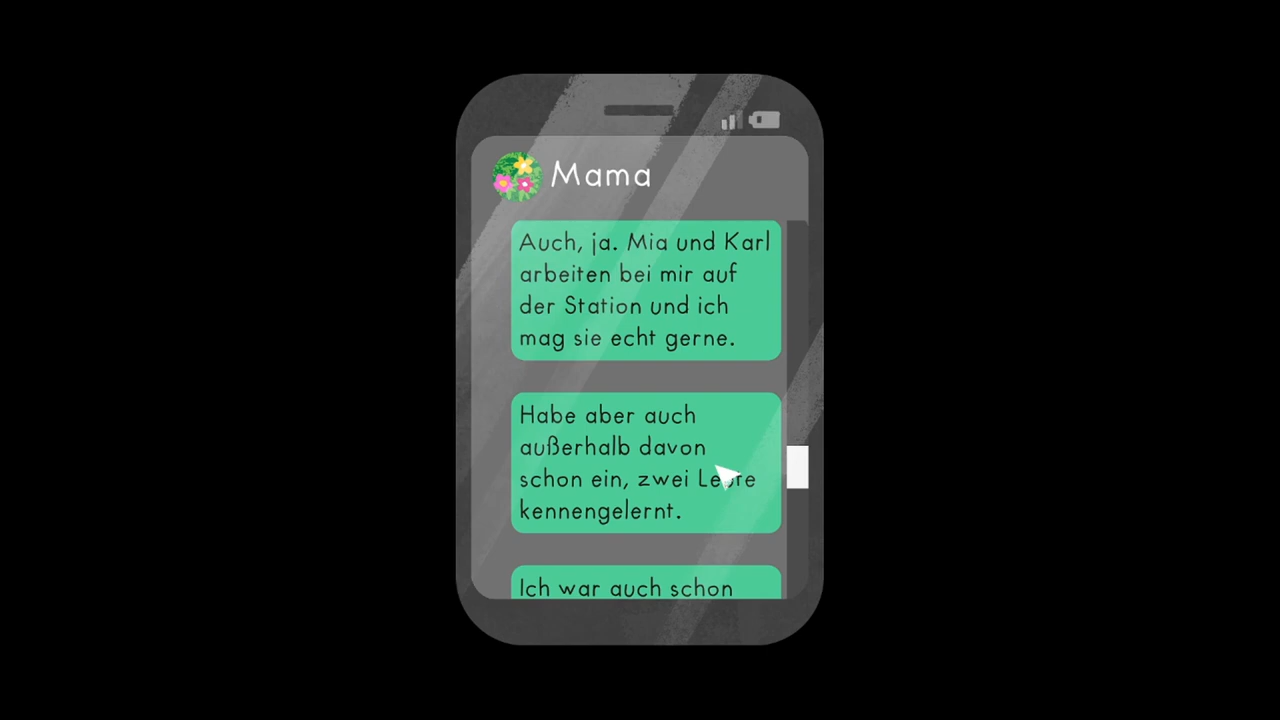 Mama
Auch, ja. Mia und Karl
arbeiten bei mir auf
der Station und ich
mag sie echt gerne.
Habe aber auch
außerhalb davon
schon ein, zwei Leute
kennengelernt.
Ich war auch schon